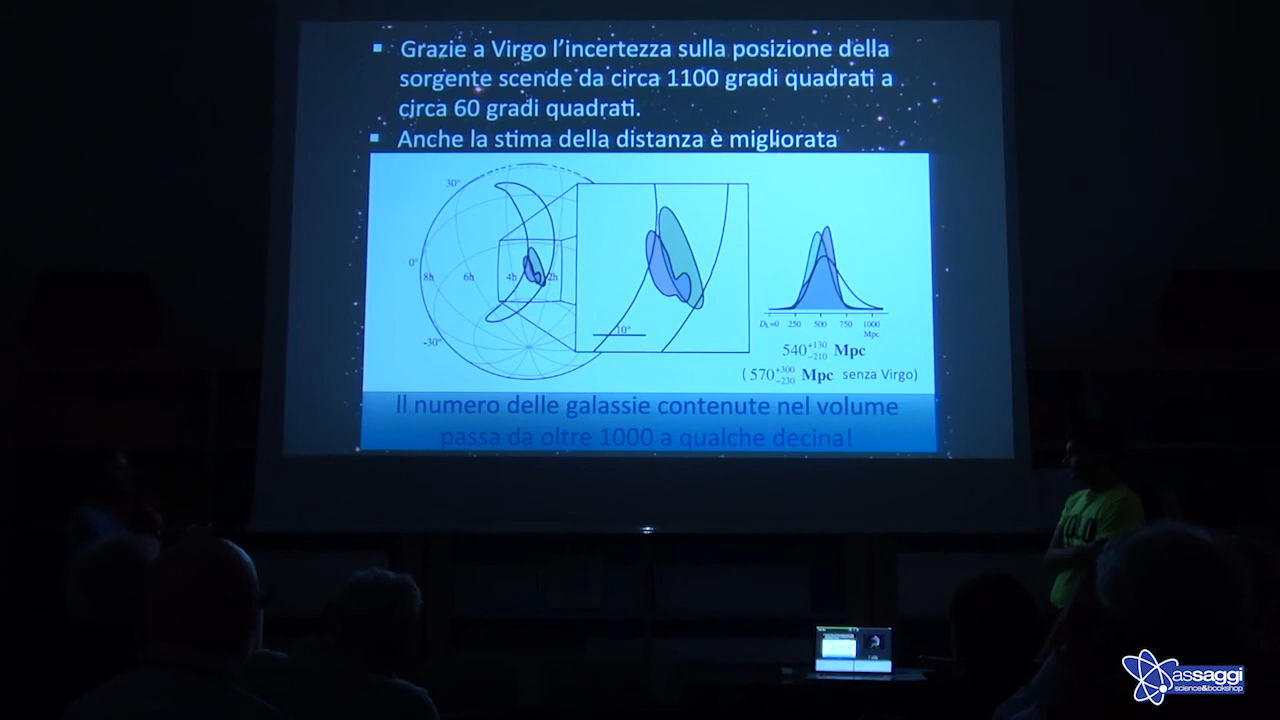 ▪ Grazie a Virgo l'incertezza sulla posizione della
sorgente scende da circa 1100 gradi quadrati a
circa 60 gradi quadrati.
▪ Anche la stima della distanza è migliorata
30°
0°
8h 6h 4h 2h
-30°
10°
D_L=0 250 500 750 1000
Mpc
540 +130 −210 Mpc
( 570 +300 −230 Mpc senza Virgo)
Il numero delle galassie contenute nel volume
passa da oltre 1000 a qualche decina!
assaggi
science&bookshop